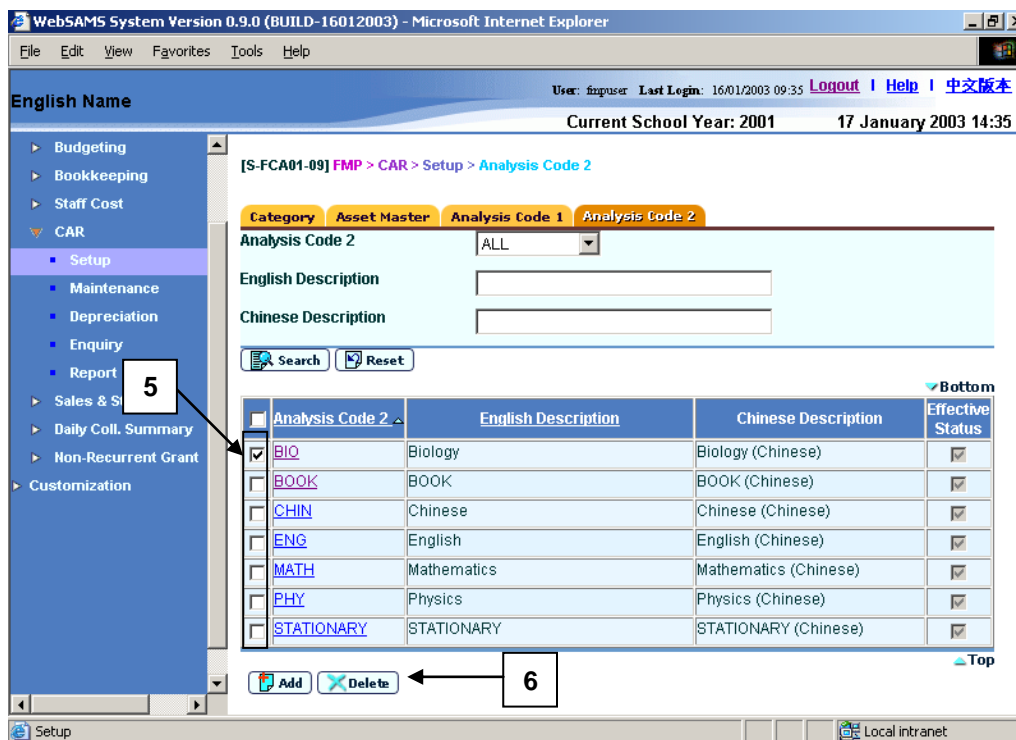 WebSAMS System Version 0.9.0 (BUILD-16012003) - Microsoft Internet Explorer
File Edit View Favorites Tools Help
English Name
User: fmpuser Last Login: 16/01/2003 09:35 Logout | Help | 中文版本
Current School Year: 2001 17 January 2003 14:35
Budgeting
Bookkeeping
Staff Cost
CAR
Setup
Maintenance
Depreciation
Enquiry
Report
Sales & S
Daily Coll. Summary
Non-Recurrent Grant
Customization
[S-FCA01-09] FMP > CAR > Setup > Analysis Code 2
Category Asset Master Analysis Code 1 Analysis Code 2
Analysis Code 2 ALL
English Description
Chinese Description
Search Reset
5
Bottom
Analysis Code 2 English Description Chinese Description Effective Status
BIO Biology Biology (Chinese)
BOOK BOOK BOOK (Chinese)
CHIN Chinese Chinese (Chinese)
ENG English English (Chinese)
MATH Mathematics Mathematics (Chinese)
PHY Physics Physics (Chinese)
STATIONARY STATIONARY STATIONARY (Chinese)
Top
Add Delete 6
Setup Local intranet